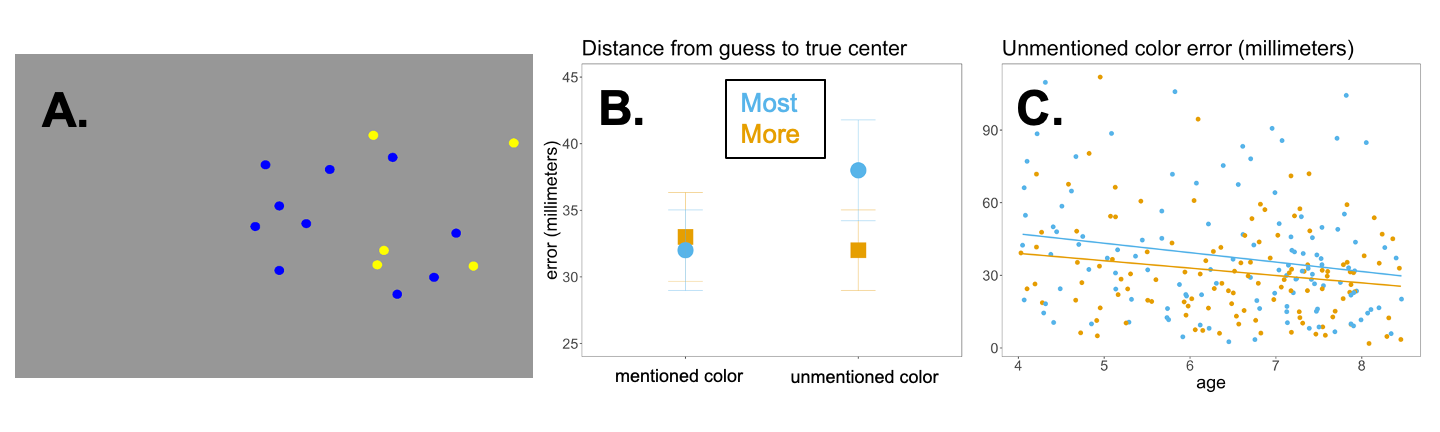 A.
Distance from guess to true center
B.
Most
More
error (millimeters)
45
40
35
30
25
mentioned color
unmentioned color
Unmentioned color error (millimeters)
C.
90
60
30
0
4
5
6
7
8
age